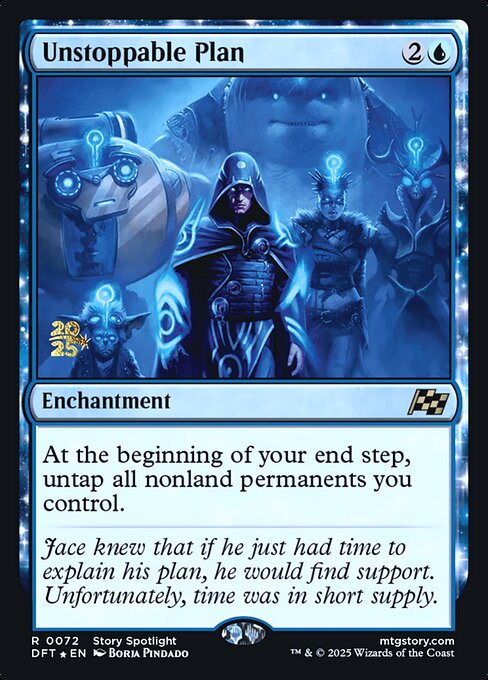 Unstoppable Plan 2
2025
Enchantment
At the beginning of your end step,
untap all nonland permanents you
control.
Jace knew that if he just had time to
explain his plan, he would find support.
Unfortunately, time was in short supply.
R 0072 Story Spotlight mtgstory.com
DFT ★ EN Borja Pindado ™ & © 2025 Wizards of the Coast